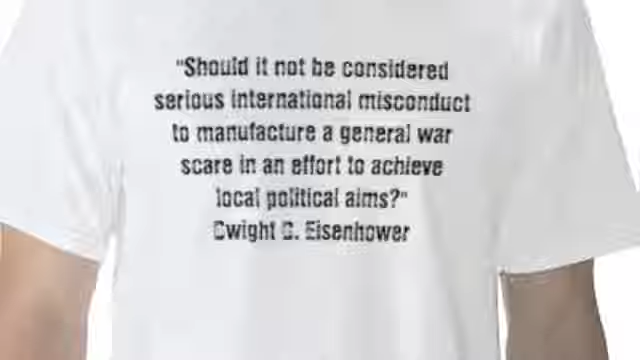 "Should it not be considered
serious international misconduct
to manufacture a general war
scare in an effort to achieve
local political aims?"
Dwight D. Eisenhower